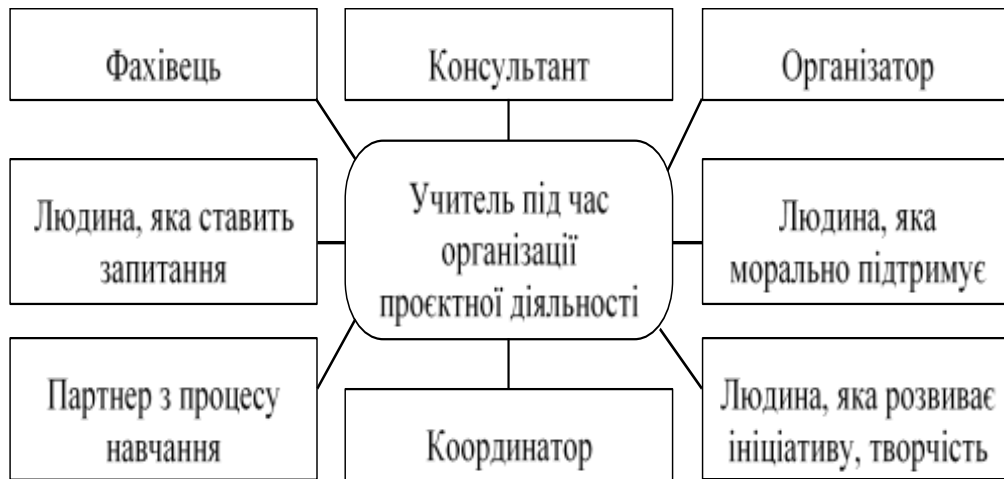 Фахівець
Консультант
Організатор
Людина, яка ставить
запитання
Учитель під час
організації
проєктної діяльності
Людина, яка
морально підтримує
Партнер з процесу
навчання
Координатор
Людина, яка розвиває
ініціативу, творчість